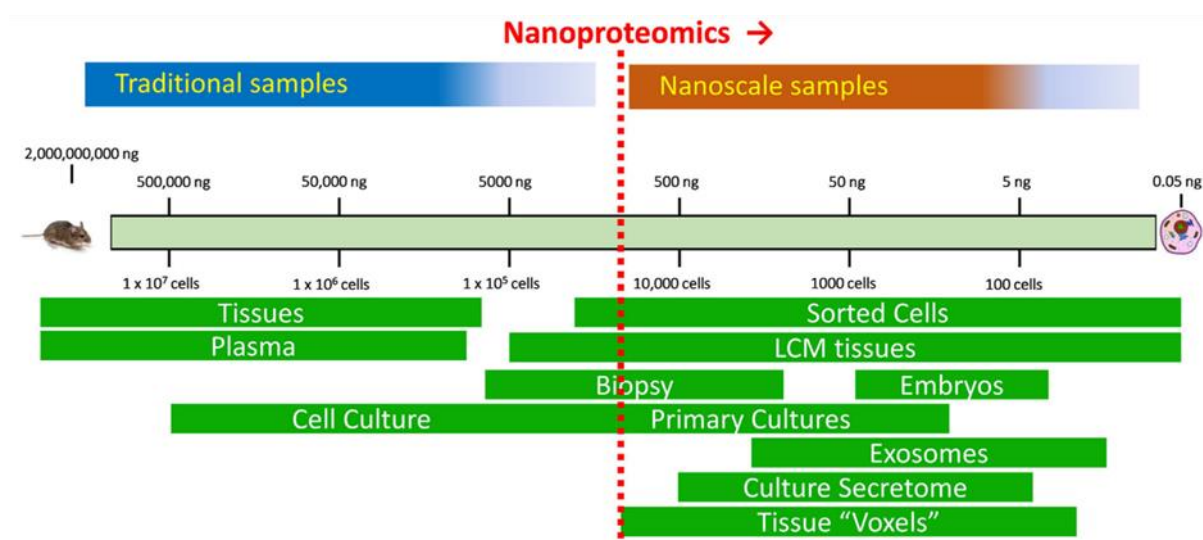 Nanoproteomics →
Traditional samples
Nanoscale samples
2,000,000,000 ng
500,000 ng
50,000 ng
5000 ng
500 ng
50 ng
5 ng
0.05 ng
1 x 10⁷ cells
1 x 10⁶ cells
1 x 10⁵ cells
10,000 cells
1000 cells
100 cells
Tissues
Sorted Cells
Plasma
LCM tissues
Biopsy
Embryos
Cell Culture
Primary Cultures
Exosomes
Culture Secretome
Tissue “Voxels”